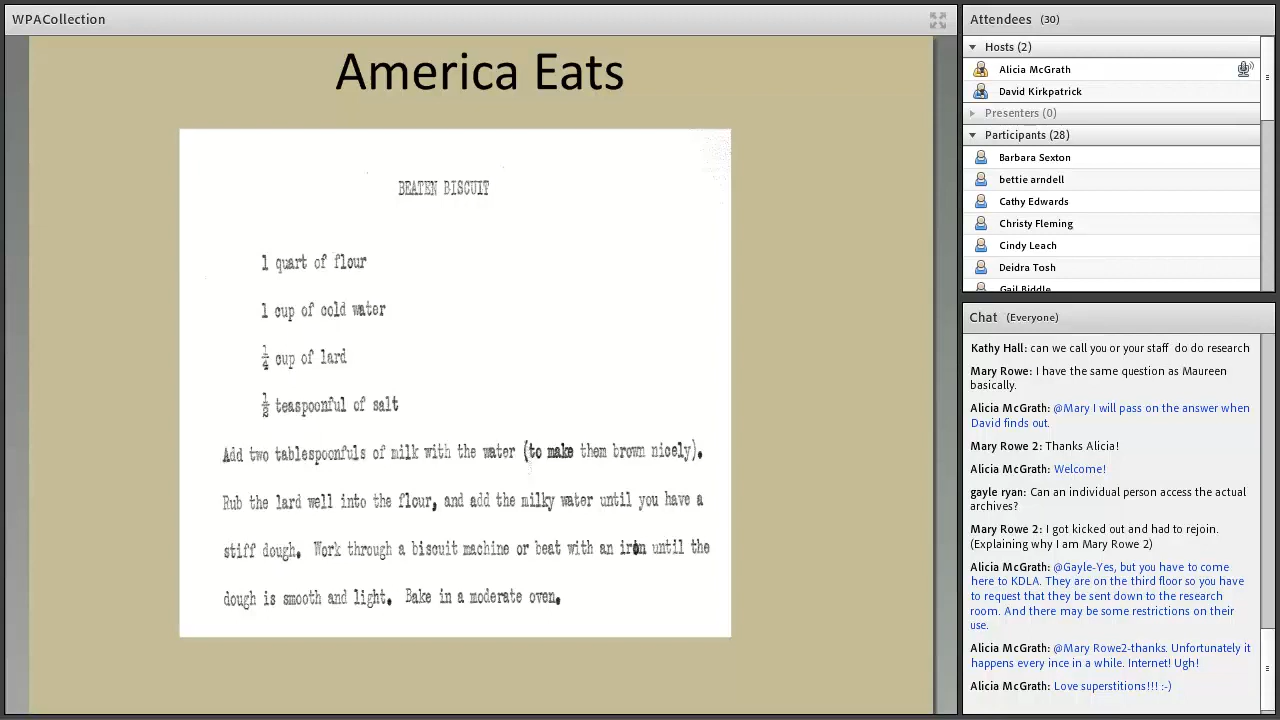 WPACollection
America Eats
BEATEN BISCUIT
1 quart of flour
1 cup of cold water
¼ cup of lard
½ teaspoonful of salt
Add two tablespoonfuls of milk with the water (to make them brown nicely).
Rub the lard well into the flour, and add the milky water until you have a
stiff dough. Work through a biscuit machine or beat with an iron until the
dough is smooth and light. Bake in a moderate oven.
Attendees (30)
Hosts (2)
Alicia McGrath
David Kirkpatrick
Presenters (0)
Participants (28)
Barbara Sexton
bettie arndell
Cathy Edwards
Christy Fleming
Cindy Leach
Deidra Tosh
Gail Biddle
Chat (Everyone)
Kathy Hall: can we call you or your staff do do research
Mary Rowe: I have the same question as Maureen
basically.
Alicia McGrath: @Mary I will pass on the answer when
David finds out.
Mary Rowe 2: Thanks Alicia!
Alicia McGrath: Welcome!
gayle ryan: Can an individual person access the actual
archives?
Mary Rowe 2: I got kicked out and had to rejoin.
(Explaining why I am Mary Rowe 2)
Alicia McGrath: @Gayle-Yes, but you have to come
here to KDLA. They are on the third floor so you have
to request that they be sent down to the research
room. And there may be some restrictions on their
use.
Alicia McGrath: @Mary Rowe2-thanks. Unfortunately it
happens every ince in a while. Internet! Ugh!
Alicia McGrath: Love superstitions!!! :-)